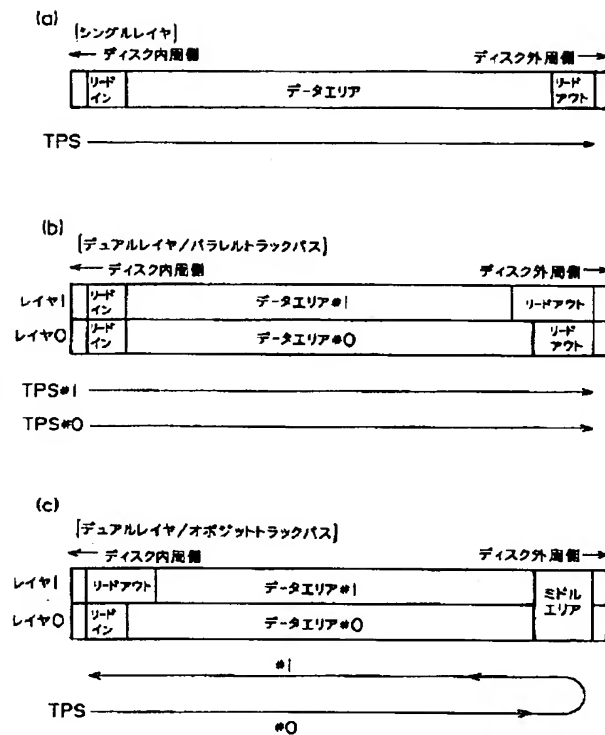 (a)
[シングルレイヤ]
← ディスク内周側 ディスク外周側 →
リード
イン
データエリア
リード
アウト
TPS
(b)
[デュアルレイヤ/パラレルトラックパス]
← ディスク内周側 ディスク外周側 →
レイヤ1 リード
イン
データエリア#1 リードアウト
レイヤ0 リード
イン
データエリア#0 リード
アウト
TPS#1
TPS#0
(c)
[デュアルレイヤ/オポジットトラックパス]
← ディスク内周側 ディスク外周側 →
レイヤ1 リードアウト データエリア#1 ミドル
エリア
レイヤ0 リード
イン
データエリア#0
#1
TPS
#0